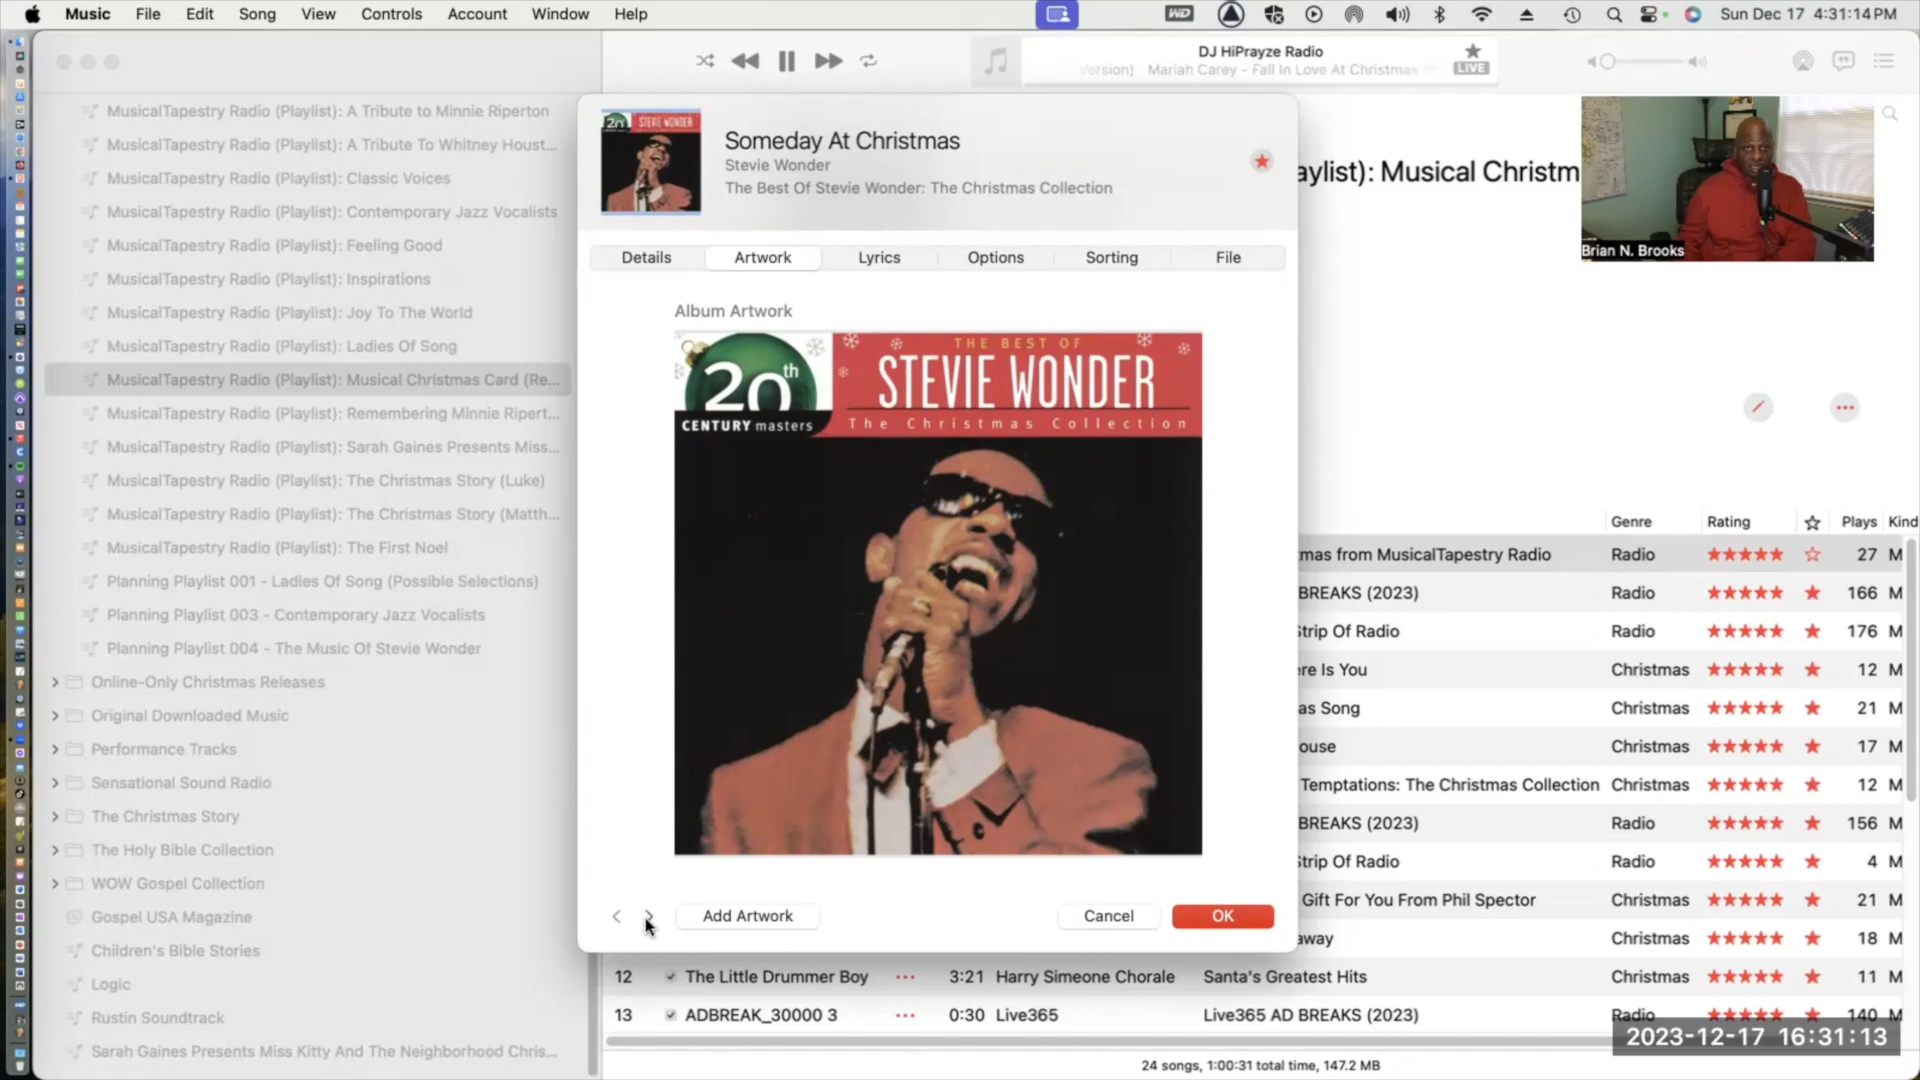 Music File Edit Song View Controls Account Window Help
WD
Sun Dec 17 4:31:14 PM
DJ HiPrayze Radio
Version) Mariah Carey - Fall In Love At Christmas
LIVE
MusicalTapestry Radio (Playlist): A Tribute to Minnie Riperton
MusicalTapestry Radio (Playlist): A Tribute To Whitney Houst...
MusicalTapestry Radio (Playlist): Classic Voices
MusicalTapestry Radio (Playlist): Contemporary Jazz Vocalists
MusicalTapestry Radio (Playlist): Feeling Good
MusicalTapestry Radio (Playlist): Inspirations
MusicalTapestry Radio (Playlist): Joy To The World
MusicalTapestry Radio (Playlist): Ladies Of Song
MusicalTapestry Radio (Playlist): Musical Christmas Card (Re...
MusicalTapestry Radio (Playlist): Remembering Minnie Ripert...
MusicalTapestry Radio (Playlist): Sarah Gaines Presents Miss...
MusicalTapestry Radio (Playlist): The Christmas Story (Luke)
MusicalTapestry Radio (Playlist): The Christmas Story (Matth...
MusicalTapestry Radio (Playlist): The First Noel
Planning Playlist 001 - Ladies Of Song (Possible Selections)
Planning Playlist 003 - Contemporary Jazz Vocalists
Planning Playlist 004 - The Music Of Stevie Wonder
Online-Only Christmas Releases
Original Downloaded Music
Performance Tracks
Sensational Sound Radio
The Christmas Story
The Holy Bible Collection
WOW Gospel Collection
Gospel USA Magazine
Children's Bible Stories
Logic
Rustin Soundtrack
Sarah Gaines Presents Miss Kitty And The Neighborhood Chris...
20 STEVIE WONDER
Someday At Christmas
Stevie Wonder
The Best Of Stevie Wonder: The Christmas Collection
Details Artwork Lyrics Options Sorting File
Album Artwork
20th
CENTURY masters
THE BEST OF
STEVIE WONDER
The Christmas Collection
Add Artwork Cancel OK
aylist): Musical Christm
Brian N. Brooks
Genre Rating Plays Kind
mas from MusicalTapestry Radio Radio ★★★★★ ☆ 27 M
BREAKS (2023) Radio ★★★★★ ★ 166 M
Strip Of Radio Radio ★★★★★ ★ 176 M
ere Is You Christmas ★★★★★ ★ 12 M
as Song Christmas ★★★★★ ★ 21 M
ouse Christmas ★★★★★ ★ 17 M
Temptations: The Christmas Collection Christmas ★★★★★ ★ 12 M
BREAKS (2023) Radio ★★★★★ ★ 156 M
Strip Of Radio Radio ★★★★★ ★ 4 M
Gift For You From Phil Spector Christmas ★★★★★ ★ 21 M
away Christmas ★★★★★ ★ 18 M
12 The Little Drummer Boy ••• 3:21 Harry Simeone Chorale Santa's Greatest Hits Christmas ★★★★★ ★ 11 M
13 ADBREAK_30000 3 ••• 0:30 Live365 Live365 AD BREAKS (2023) Radio ★★★★★ ★ 140 M
2023-12-17 16:31:13
24 songs, 1:00:31 total time, 147.2 MB